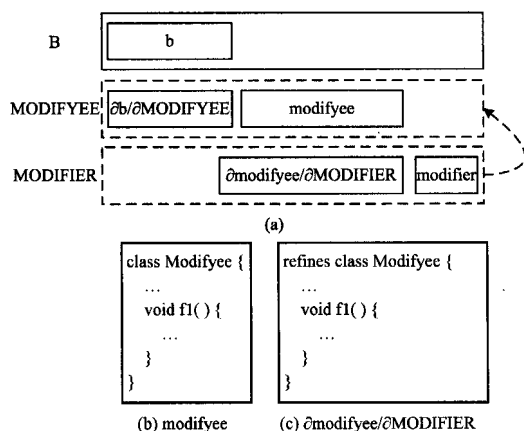 B
b
MODIFYEE
∂b/∂MODIFYEE
modifyee
MODIFIER
∂modifyee/∂MODIFIER
modifier
(a)
class Modifyee {
…
void f1( ) {
…
}
}
(b) modifyee
refines class Modifyee {
…
void f1( ) {
…
}
}
(c) ∂modifyee/∂MODIFIER